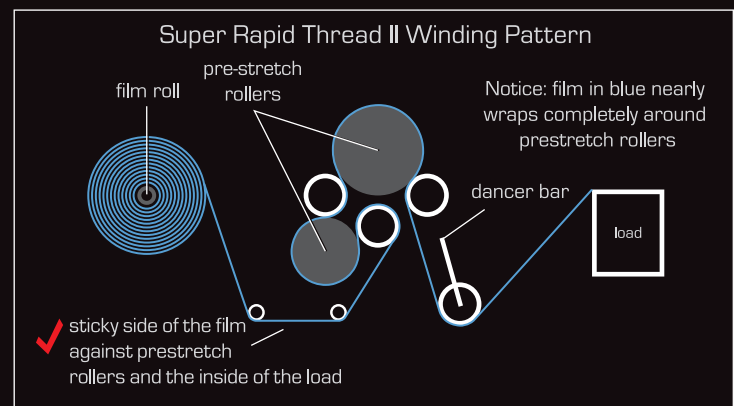 Super Rapid Thread II Winding Pattern
pre-stretch
rollers
film roll
Notice: film in blue nearly
wraps completely around
prestretch rollers
dancer bar
load
sticky side of the film
against prestretch
rollers and the inside of the load